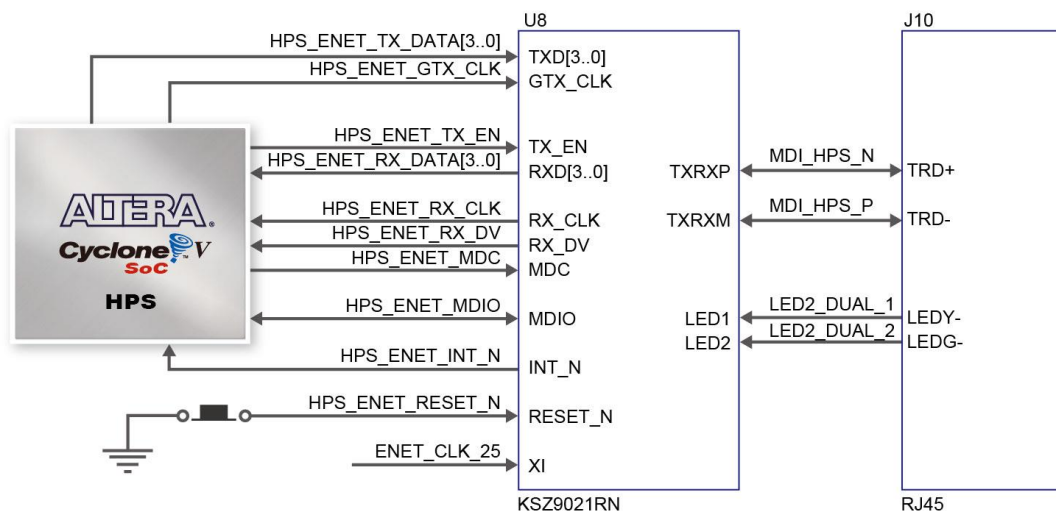 U8
J10
HPS_ENET_TX_DATA[3..0]
TXD[3..0]
HPS_ENET_GTX_CLK
GTX_CLK
HPS_ENET_TX_EN
TX_EN
HPS_ENET_RX_DATA[3..0]
RXD[3..0]
TXRXP
MDI_HPS_N
TRD+
ALTERA®
HPS_ENET_RX_CLK
RX_CLK
TXRXM
MDI_HPS_P
TRD-
Cyclone™ V
HPS_ENET_RX_DV
RX_DV
SoC
HPS_ENET_MDC
MDC
HPS
HPS_ENET_MDIO
MDIO
LED1
LED2_DUAL_1
LEDY-
LED2
LED2_DUAL_2
LEDG-
HPS_ENET_INT_N
INT_N
HPS_ENET_RESET_N
RESET_N
ENET_CLK_25
XI
KSZ9021RN
RJ45